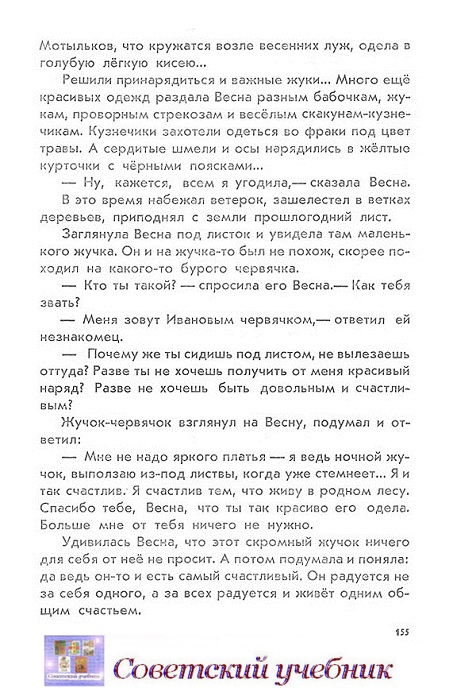 Мотыльков, что кружатся возле весенних луж, одела в
голубую лёгкую кисею...
Решили принарядиться и важные жуки... Много ещё
красивых одежд раздала Весна разным бабочкам, жу-
кам, проворным стрекозам и весёлым скакунам-кузне-
чикам. Кузнечики захотели одеться во фраки под цвет
травы. А сердитые шмели и осы нарядились в жёлтые
курточки с чёрными поясками...
— Ну, кажется, всем я угодила,— сказала Весна.
В это время набежал ветерок, зашелестел в ветках
деревьев, приподнял с земли прошлогодний лист.
Заглянула Весна под листок и увидела там малень-
кого жучка. Он и на жучка-то был не похож, скорее по-
ходил на какого-то бурого червячка.
— Кто ты такой? — спросила его Весна.— Как тебя
звать?
— Меня зовут Ивановым червячком,— ответил ей
незнакомец.
— Почему же ты сидишь под листом, не вылезаешь
оттуда? Разве ты не хочешь получить от меня красивый
наряд? Разве не хочешь быть довольным и счастли-
вым?
Жучок-червячок взглянул на Весну, подумал и от-
ветил:
— Мне не надо яркого платья — я ведь ночной жу-
чок, выползаю из-под листвы, когда уже стемнеет... Я и
так счастлив. Я счастлив тем, что живу в родном лесу.
Спасибо тебе, Весна, что ты так красиво его одела.
Больше мне от тебя ничего не нужно.
Удивилась Весна, что этот скромный жучок ничего
для себя от неё не просит. А потом подумала и поняла:
да ведь он-то и есть самый счастливый. Он радуется не
за себя одного, а за всех радуется и живёт одним об-
щим счастьем.
155
Советский учебник